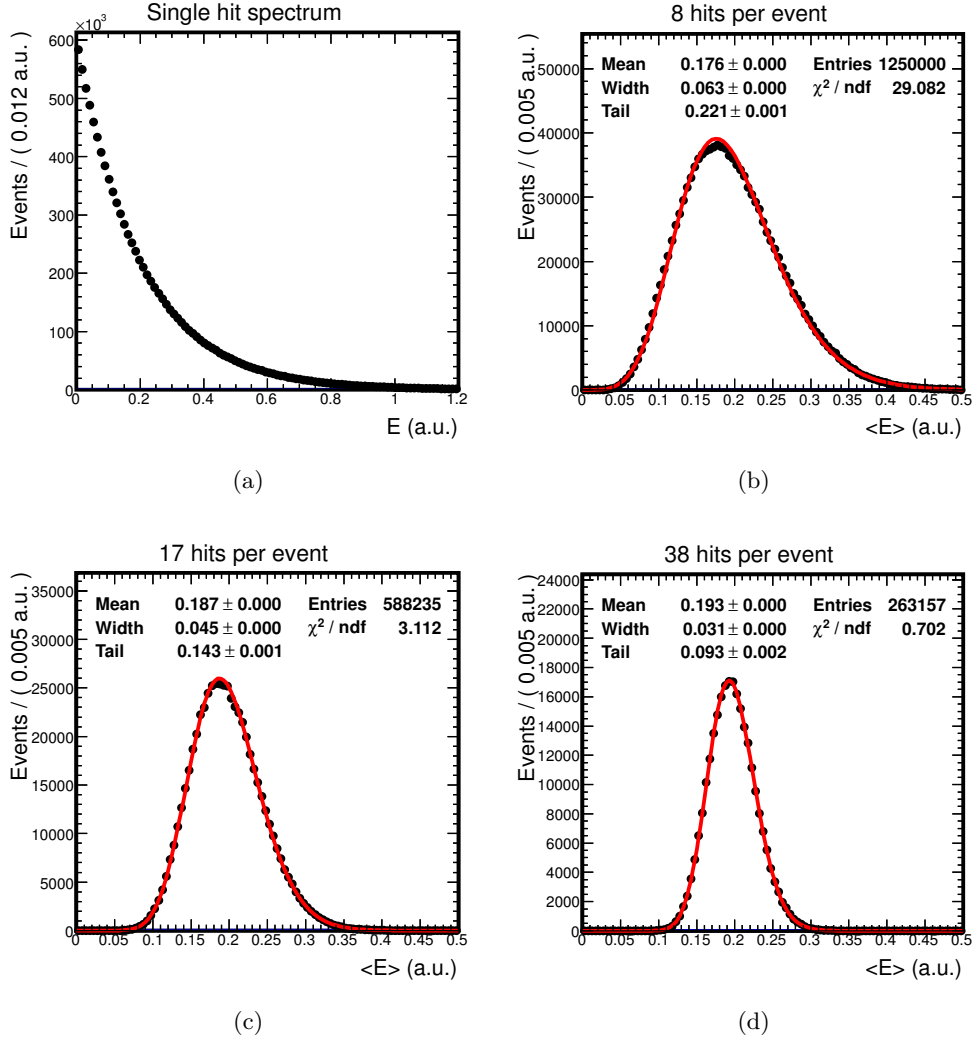 Single hit spectrum
×10³
Events / ( 0.012 a.u. )
600
500
400
300
200
100
0
0 0.2 0.4 0.6 0.8 1 1.2
E (a.u.)
(a)
8 hits per event
Events / ( 0.005 a.u. )
Mean 0.176 ± 0.000 Entries 1250000
Width 0.063 ± 0.000 χ² / ndf 29.082
Tail 0.221 ± 0.001
50000
40000
30000
20000
10000
0
0 0.05 0.1 0.15 0.2 0.25 0.3 0.35 0.4 0.45 0.5
<E> (a.u.)
(b)
17 hits per event
Events / ( 0.005 a.u. )
Mean 0.187 ± 0.000 Entries 588235
Width 0.045 ± 0.000 χ² / ndf 3.112
Tail 0.143 ± 0.001
35000
30000
25000
20000
15000
10000
5000
0
0 0.05 0.1 0.15 0.2 0.25 0.3 0.35 0.4 0.45 0.5
<E> (a.u.)
(c)
38 hits per event
Events / ( 0.005 a.u. )
Mean 0.193 ± 0.000 Entries 263157
Width 0.031 ± 0.000 χ² / ndf 0.702
Tail 0.093 ± 0.002
24000
22000
20000
18000
16000
14000
12000
10000
8000
6000
4000
2000
0
0 0.05 0.1 0.15 0.2 0.25 0.3 0.35 0.4 0.45 0.5
<E> (a.u.)
(d)